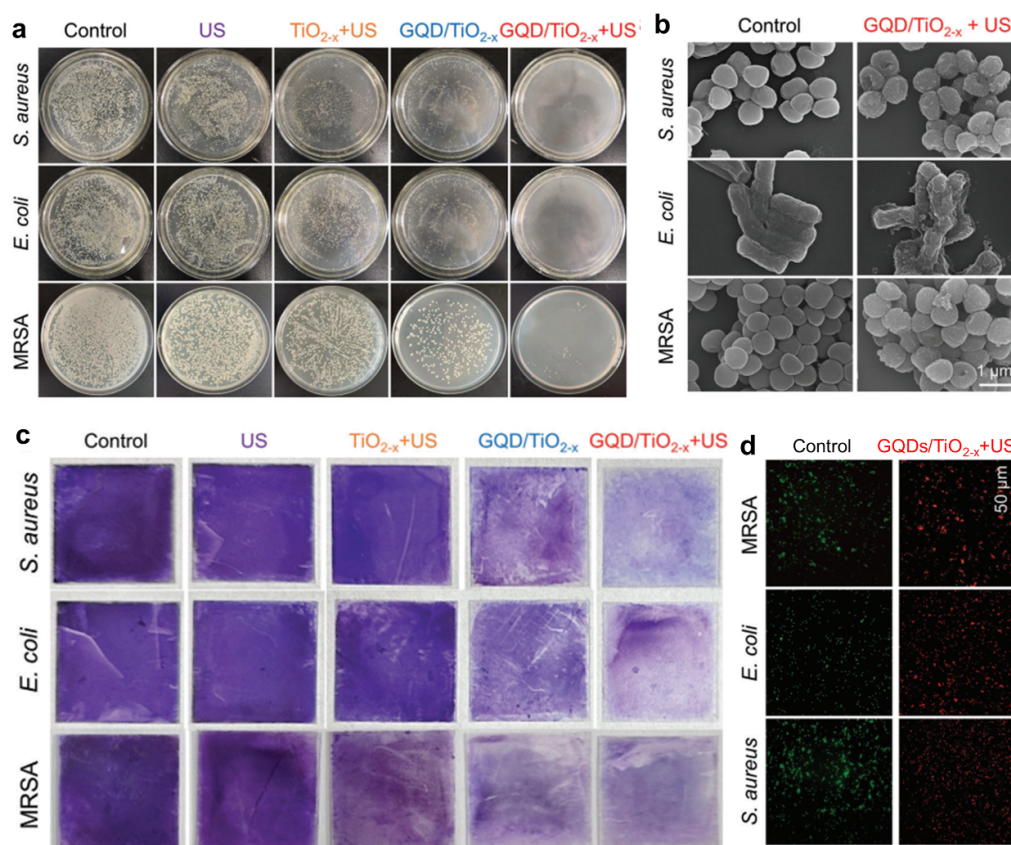 a
Control US TiO2-x+US GQD/TiO2-x GQD/TiO2-x+US
S. aureus
E. coli
MRSA
b
Control GQD/TiO2-x + US
S. aureus
E. coli
MRSA
1 μm
c
Control US TiO2-x+US GQD/TiO2-x GQD/TiO2-x+US
S. aureus
E. coli
MRSA
d
Control GQDs/TiO2-x+US
MRSA
50 μm
E. coli
S. aureus